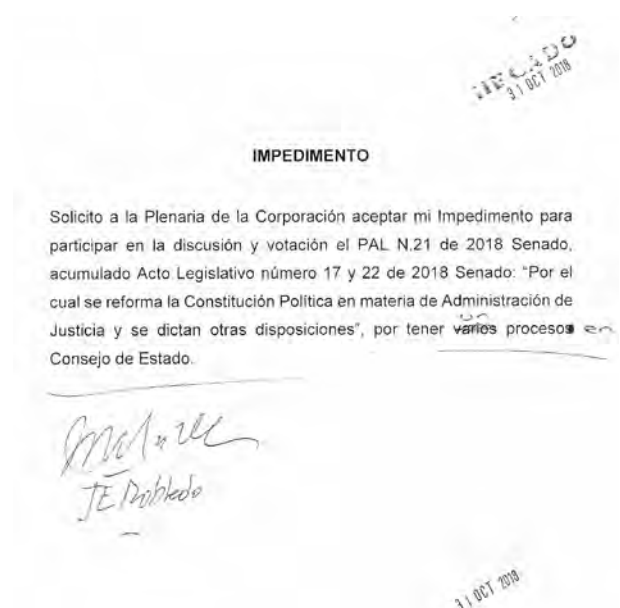 31 OCT 2018
IMPEDIMENTO
Solicito a la Plenaria de la Corporación aceptar mi Impedimento para
participar en la discusión y votación el PAL N.21 de 2018 Senado,
acumulado Acto Legislativo número 17 y 22 de 2018 Senado: “Por el
cual se reforma la Constitución Política en materia de Administración de
un
Justicia y se dictan otras disposiciones”, por tener varios procesos en
Consejo de Estado.
JE Robledo
31 OCT 2018